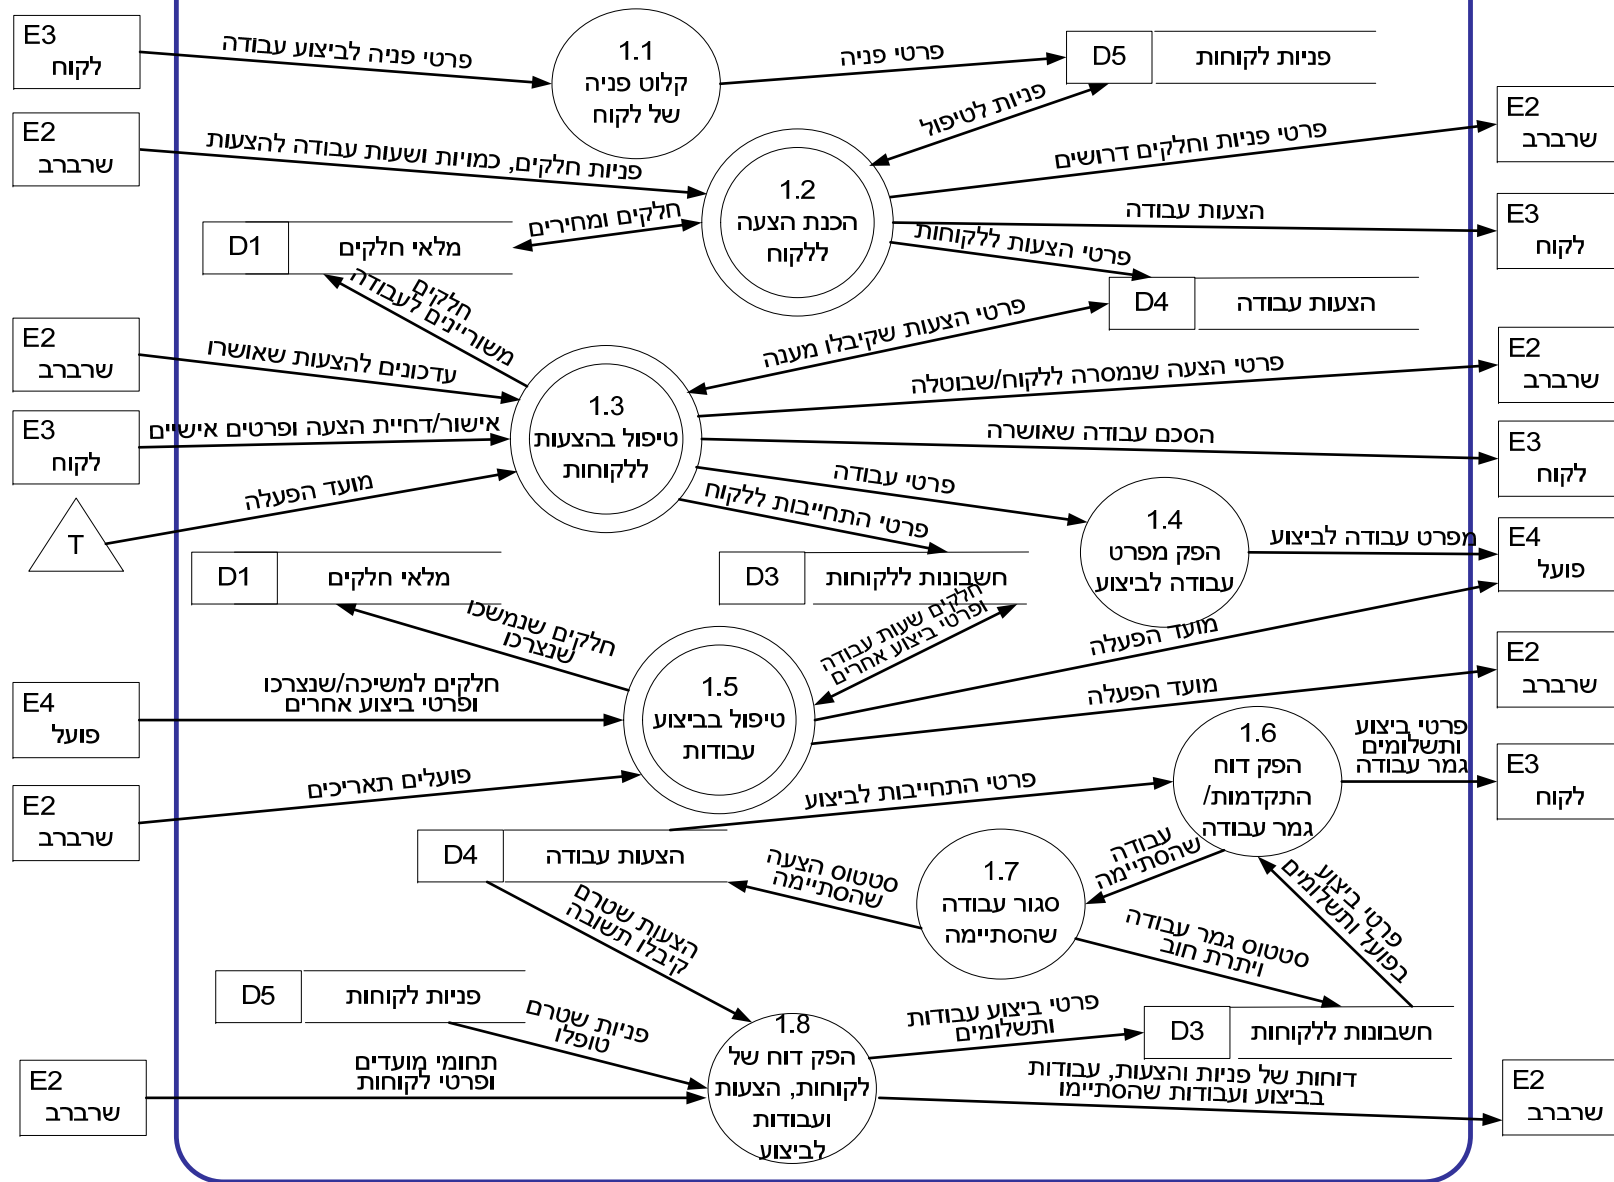 E3
לקוח
פרטי פניה לביצוע עבודה
1.1
קלוט פניה
של לקוח
פרטי פניה
D5
פניות לקוחות
E2
שרברב
פניות חלקים, כמויות ושעות עבודה להצעות
פניות לטיפול
1.2
הכנת הצעה
ללקוח
פרטי פניות וחלקים דרושים
E2
שרברב
הצעות עבודה
E3
לקוח
חלקים ומחירים
D1
מלאי חלקים
פרטי הצעות ללקוחות
D4
הצעות עבודה
חלקים
משוריינים לעבודה
פרטי הצעות שקיבלו מענה
E2
שרברב
עדכונים להצעות שאושרו
1.3
טיפול בהצעות
ללקוחות
פרטי הצעה שנמסרה ללקוח/שבוטלה
E2
שרברב
E3
לקוח
אישור/דחיית הצעה ופרטים אישיים
הסכם עבודה שאושרה
E3
לקוח
T
מועד הפעלה
פרטי עבודה
1.4
הפק מפרט
עבודה לביצוע
מפרט עבודה לביצוע
E4
פועל
פרטי התחייבות ללקוח
D1
מלאי חלקים
D3
חשבונות ללקוחות
חלקים שנמשכו
שנצרכו
חלקים שעות עבודה
ופרטי ביצוע אחרים
מועד הפעלה
E4
פועל
חלקים למשיכה/שנצרכו
ופרטי ביצוע אחרים
1.5
טיפול בביצוע
עבודות
מועד הפעלה
E2
שרברב
E2
שרברב
פועלים תאריכים
פרטי התחייבות לביצוע
1.6
הפק דוח
התקדמות/
גמר עבודה
פרטי ביצוע
ותשלומים
גמר עבודה
E3
לקוח
D4
הצעות עבודה
סטטוס הצעה
שהסתיימה
1.7
סגור עבודה
שהסתיימה
עבודה
שהסתיימה
פרטי ביצוע
בפועל ותשלומים
סטטוס גמר עבודה
ויתרת חוב
הצעות שטרם
קיבלו תשובה
D5
פניות לקוחות
פניות שטרם
טופלו
1.8
הפק דוח של
לקוחות, הצעות
ועבודות
לביצוע
פרטי ביצוע עבודות
ותשלומים
D3
חשבונות ללקוחות
E2
שרברב
תחומי מועדים
ופרטי לקוחות
דוחות של פניות והצעות, עבודות
בביצוע ועבודות שהסתיימו
E2
שרברב